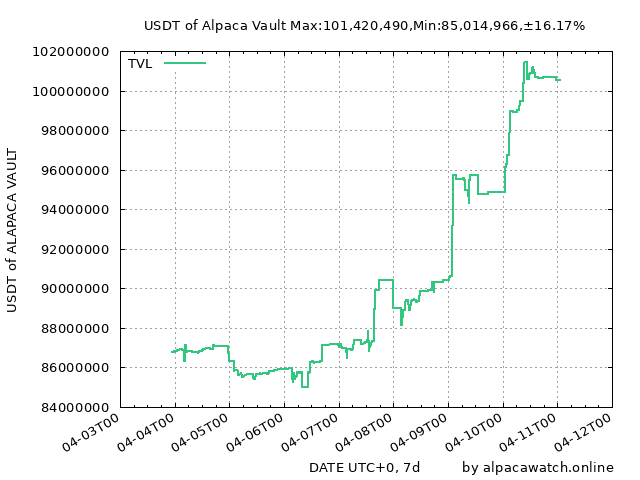 USDT of Alpaca Vault Max:101,420,490,Min:85,014,966,±16.17%
TVL
102000000
100000000
98000000
96000000
94000000
92000000
90000000
88000000
86000000
84000000
USDT of ALAPACA VAULT
04-03T00
04-04T00
04-05T00
04-06T00
04-07T00
04-08T00
04-09T00
04-10T00
04-11T00
04-12T00
DATE UTC+0, 7d by alpacawatch.online